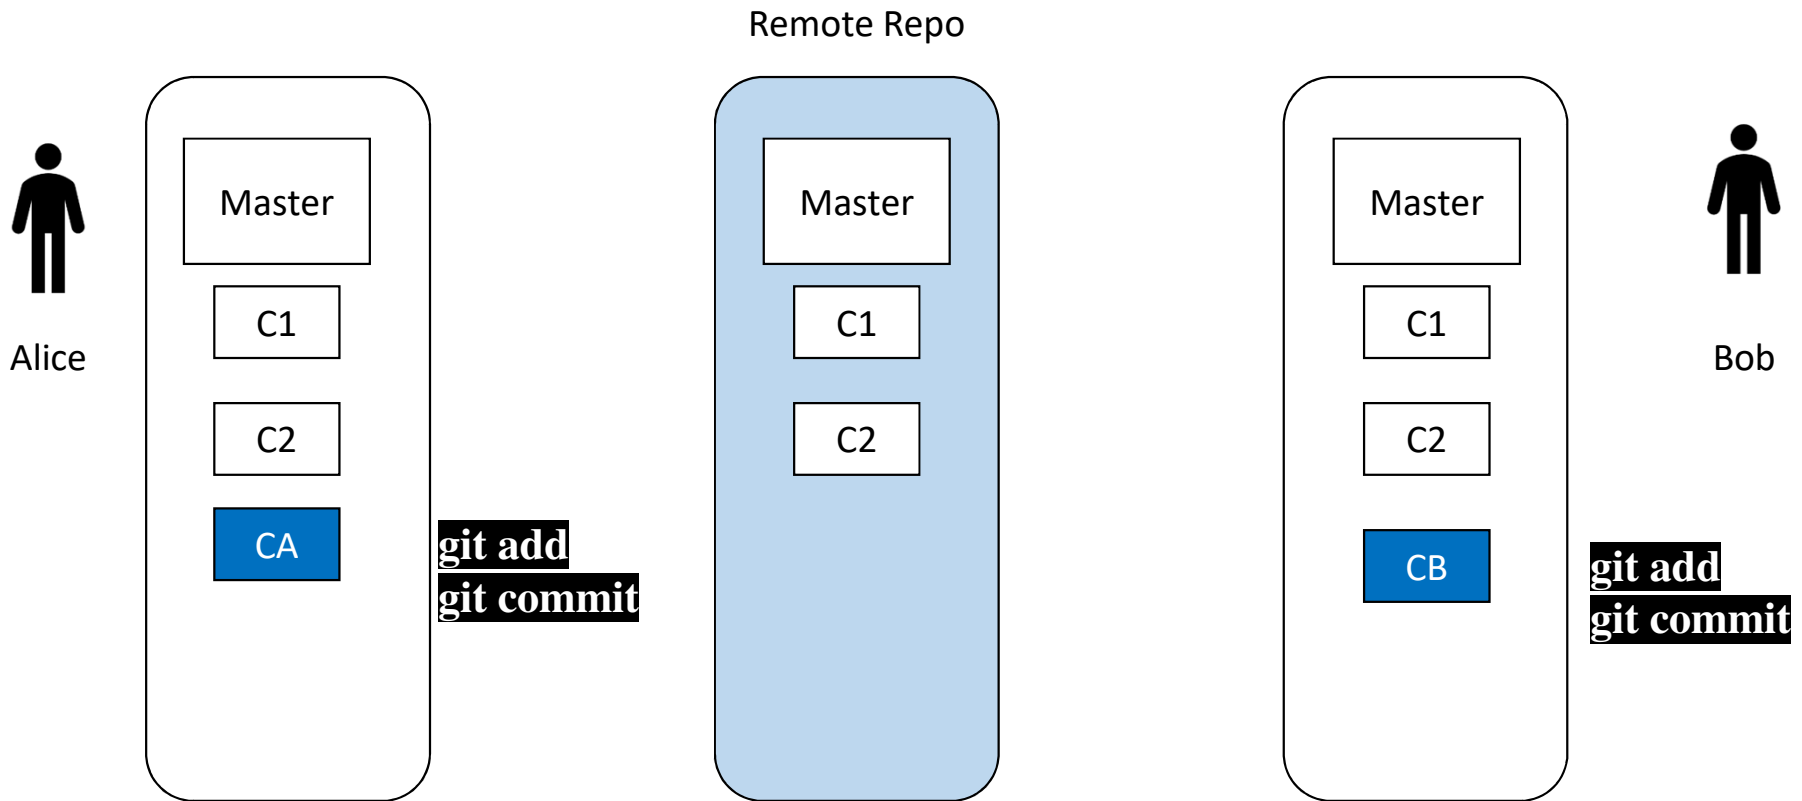 Remote Repo
Master
Master
Master
C1
C1
C1
Alice
Bob
C2
C2
C2
CA
git add
git commit
CB
git add
git commit